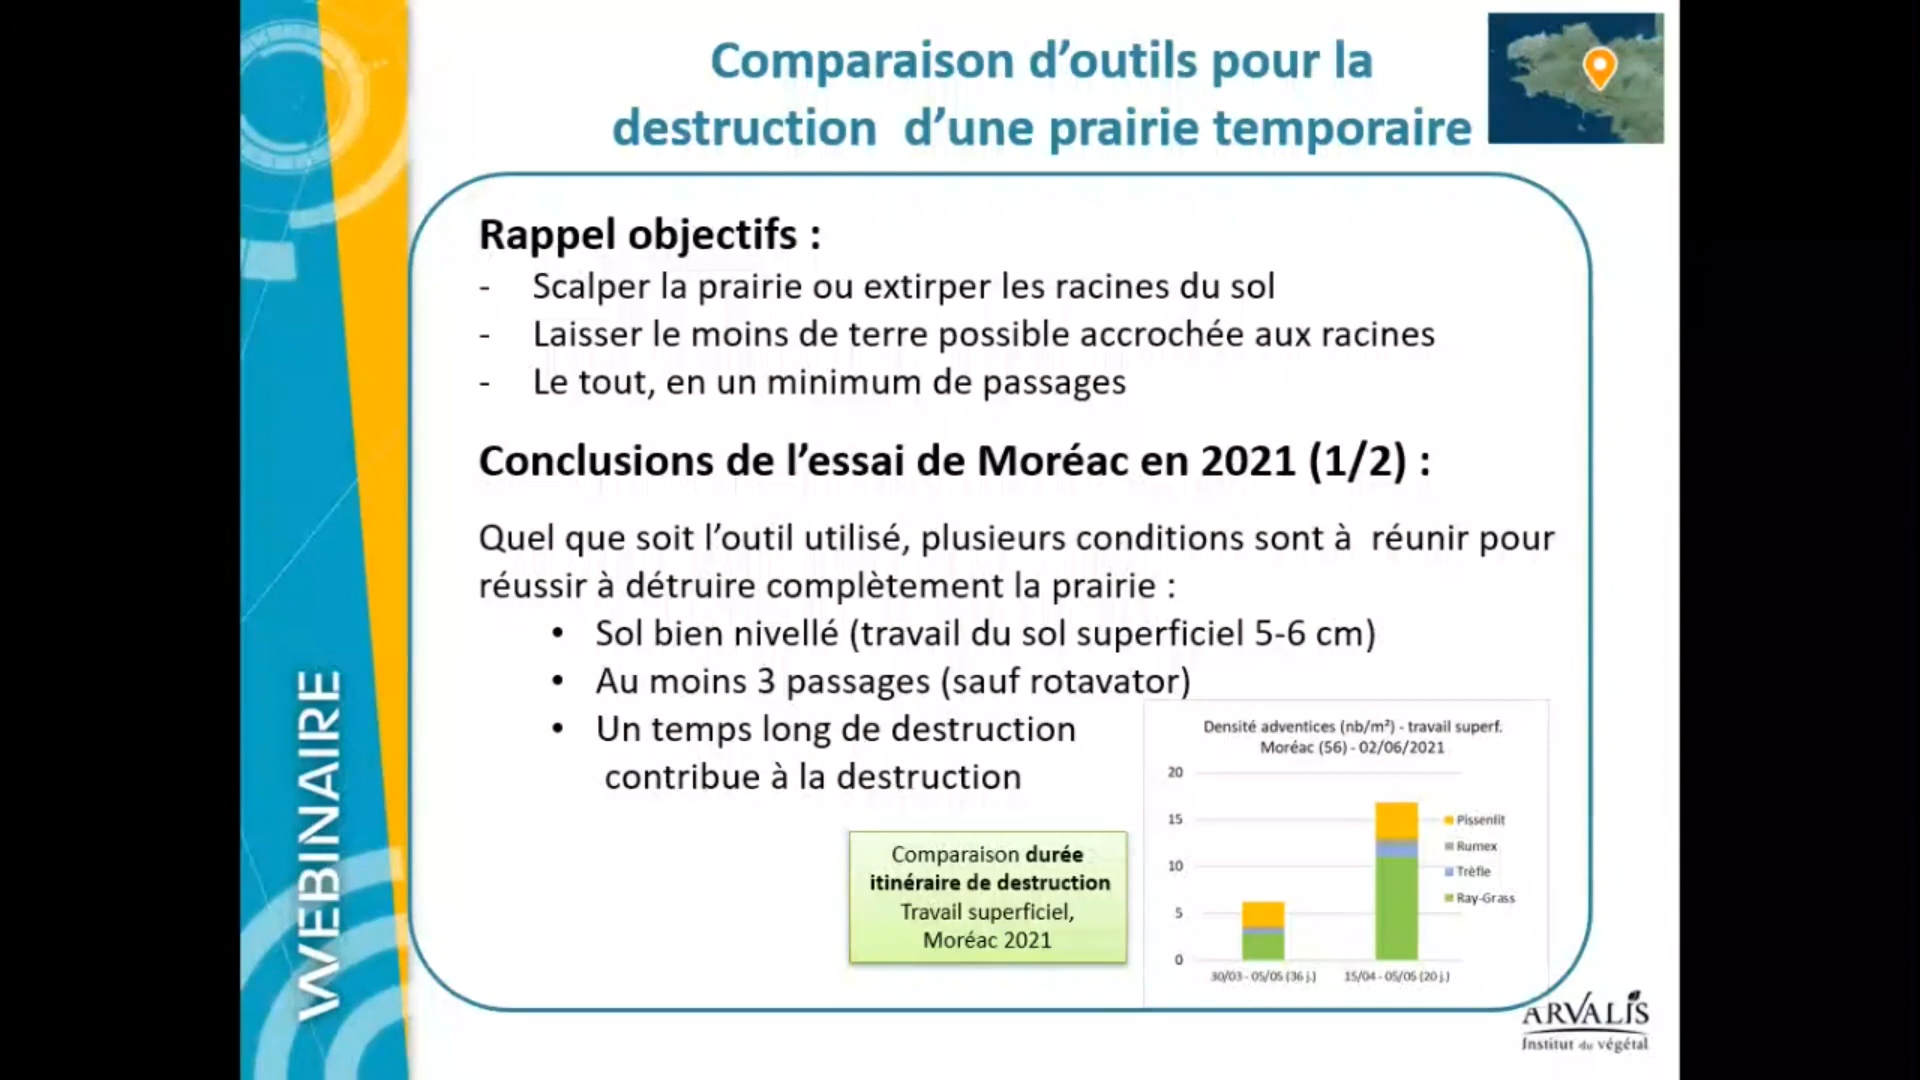 Comparaison d'outils pour la
destruction d'une prairie temporaire
Rappel objectifs :
- Scalper la prairie ou extirper les racines du sol
- Laisser le moins de terre possible accrochée aux racines
- Le tout, en un minimum de passages
Conclusions de l'essai de Moréac en 2021 (1/2) :
Quel que soit l'outil utilisé, plusieurs conditions sont à réunir pour
réussir à détruire complètement la prairie :
• Sol bien nivellé (travail du sol superficiel 5-6 cm)
• Au moins 3 passages (sauf rotavator)
• Un temps long de destruction
contribue à la destruction
Comparaison durée
itinéraire de destruction
Travail superficiel,
Moréac 2021
Densité adventices (nb/m²) - travail superf.
Moréac (56) - 02/06/2021
20
15
10
5
0
30/03 - 05/05 (36 j.)
15/04 - 05/05 (20 j.)
Pissenlit
Rumex
Trèfle
Ray-Grass
WEBINAIRE
ARVALIS
Institut du végétal